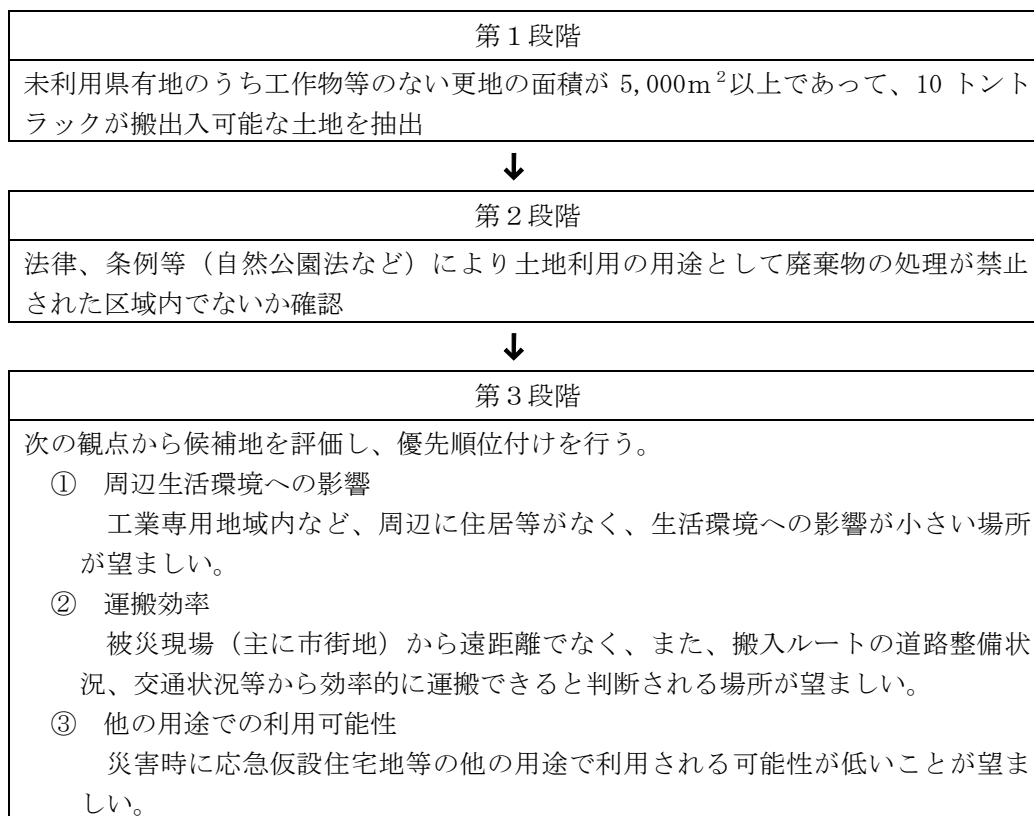 第１段階
未利用県有地のうち工作物等のない更地の面積が 5,000ｍ²以上であって、10 トント
ラックが搬出入可能な土地を抽出
↓
第２段階
法律、条例等（自然公園法など）により土地利用の用途として廃棄物の処理が禁止
された区域内でないか確認
↓
第３段階
次の観点から候補地を評価し、優先順位付けを行う。
① 周辺生活環境への影響
工業専用地域内など、周辺に住居等がなく、生活環境への影響が小さい場所
が望ましい。
② 運搬効率
被災現場（主に市街地）から遠距離でなく、また、搬入ルートの道路整備状
況、交通状況等から効率的に運搬できると判断される場所が望ましい。
③ 他の用途での利用可能性
災害時に応急仮設住宅地等の他の用途で利用される可能性が低いことが望ま
しい。